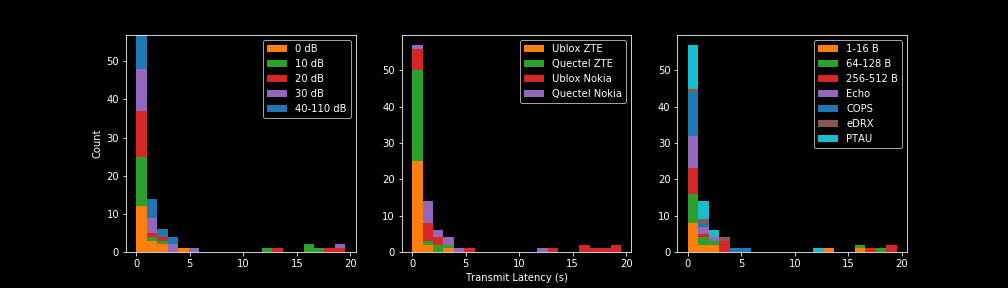 Count
50
40
30
20
10
0
0 5 10 15 20
0 dB
10 dB
20 dB
30 dB
40-110 dB
50
40
30
20
10
0
0 5 10 15 20
Transmit Latency (s)
Ublox ZTE
Quectel ZTE
Ublox Nokia
Quectel Nokia
50
40
30
20
10
0
0 5 10 15 20
1-16 B
64-128 B
256-512 B
Echo
COPS
eDRX
PTAU